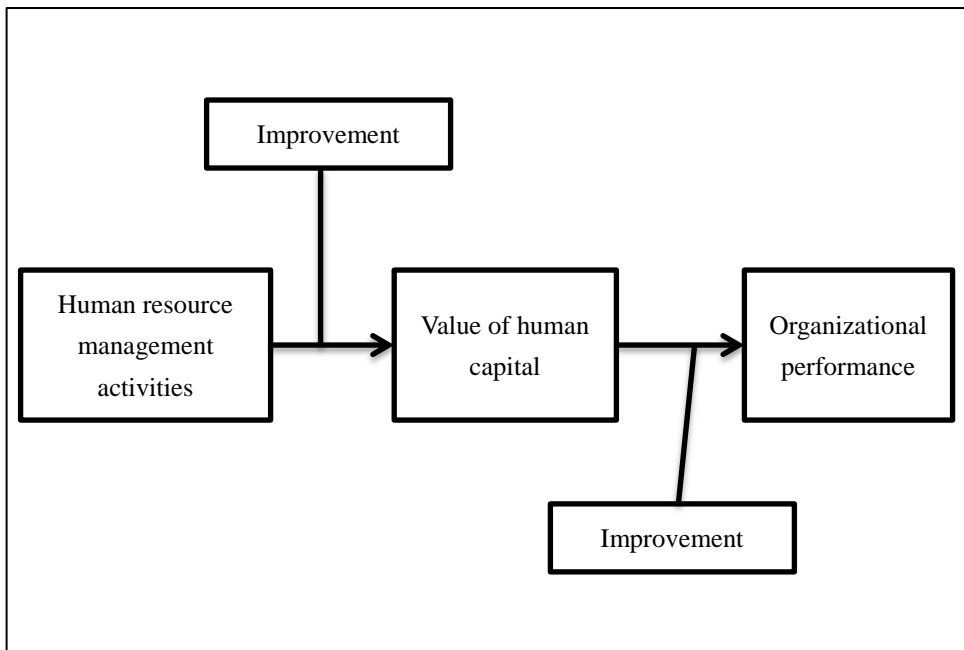 Improvement
Human resource
management
activities
Value of human
capital
Organizational
performance
Improvement